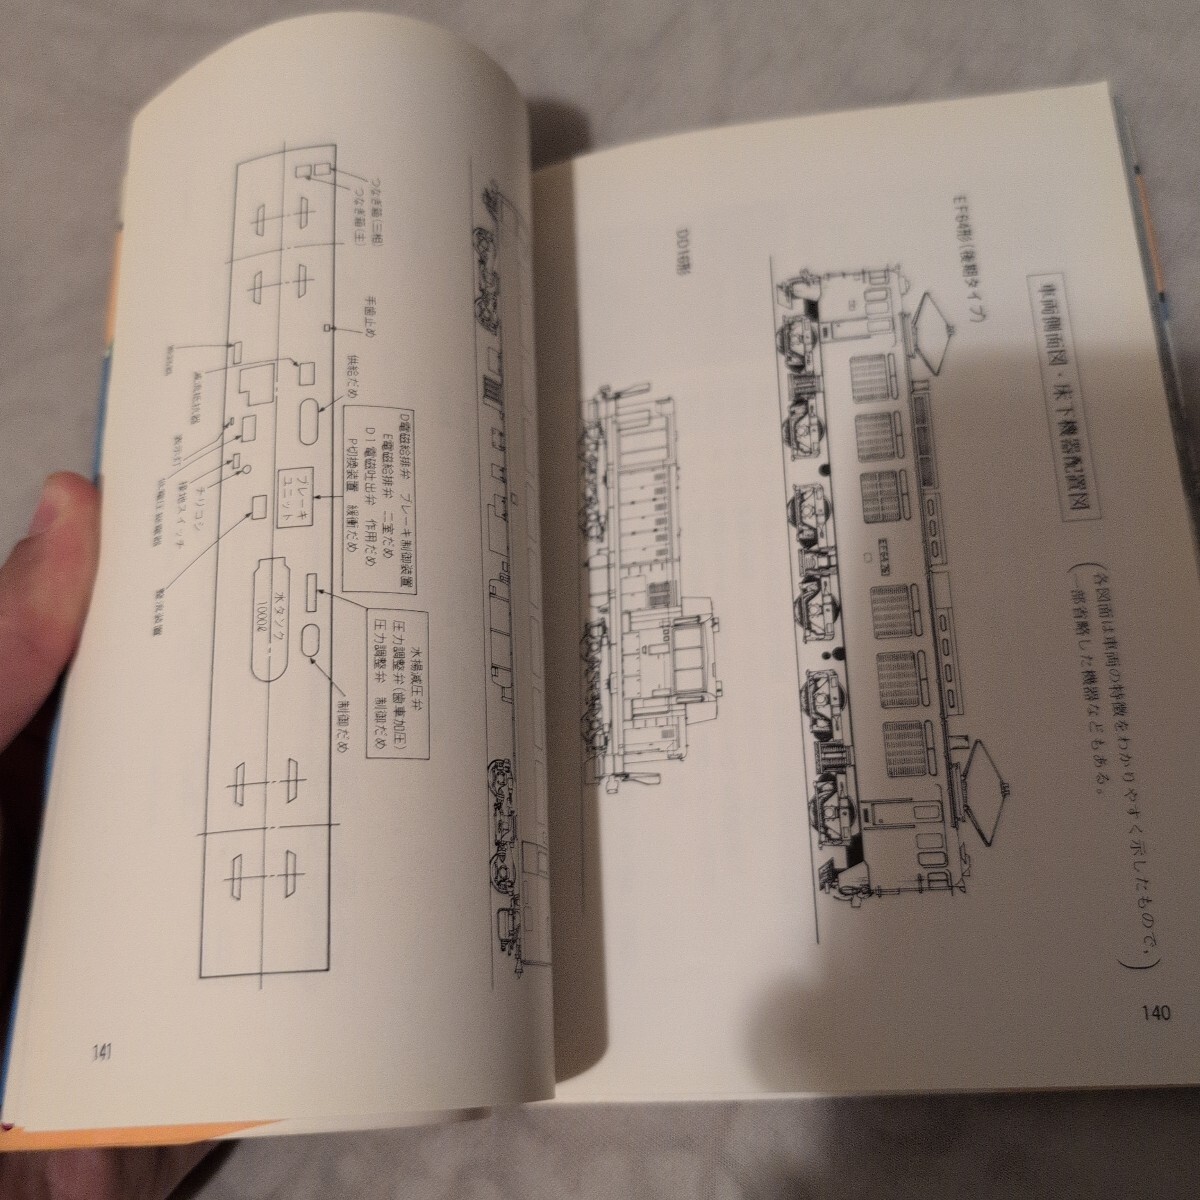 車両側面図・床下機器配置図
(各図面は車両の特徴をわかりやすく示したもので、
一部省略した機器などもある。)
EF64形(後期タイプ)
DD16形
140
水揚減圧弁
圧力調整弁(歯車加圧)
圧力調整弁 制御だめ
D電磁給排弁 ブレーキ制御装置
E電磁給排弁 二室だめ
D1電磁吐出弁 作用だめ
P切換装置 緩衝だめ
つなぎ箱(三相)
つなぎ箱(主)
手歯止め
供給だめ
制御だめ
ブレーキ
ユニット
水タンク
1000ℓ
チリコシ
接地スイッチ
整流装置
141